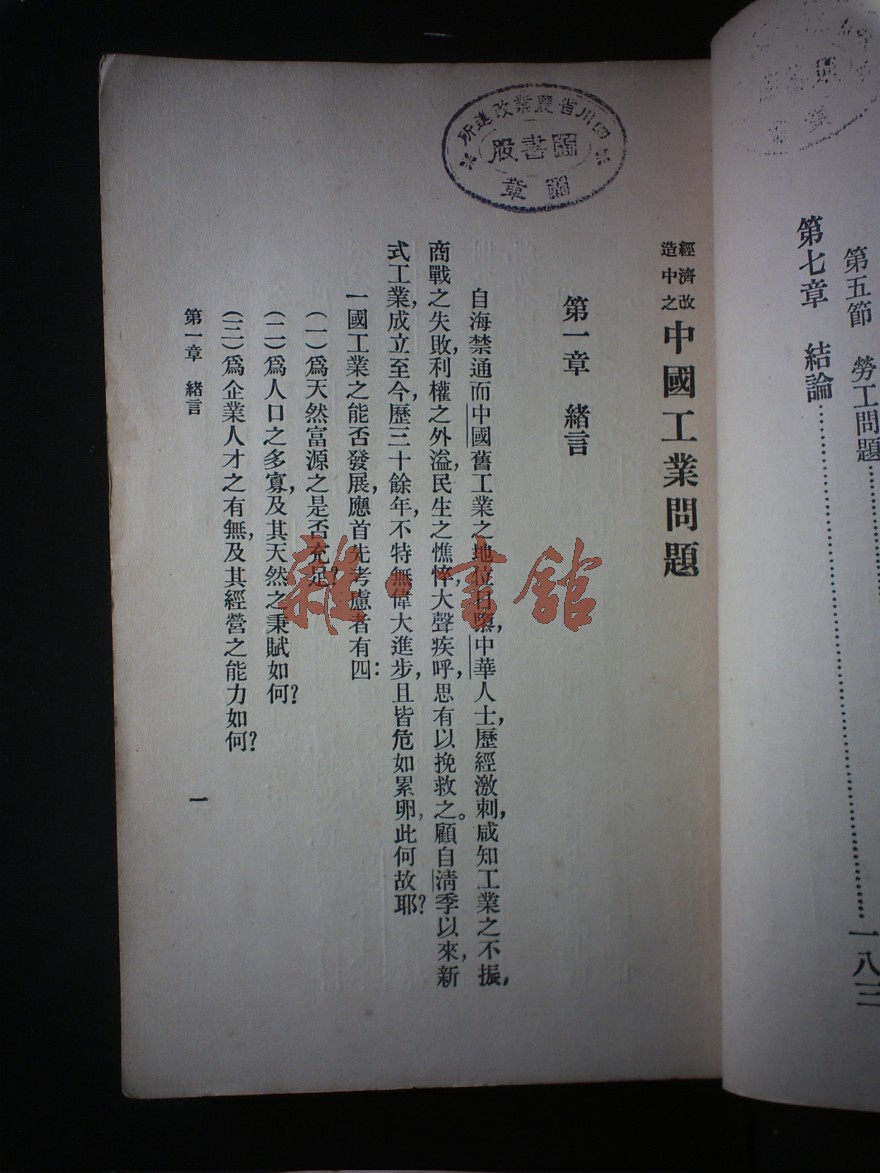 第五節　勞工問題………………
第七章　結論………………一八三
四川省農業改進所
圖書股
圖章
經濟改
造中之
中國工業問題
第一章　緒言
自海禁通而中國舊工業之地位日墮,中華人士,歷經激刺,咸知工業之不振,
商戰之失敗,利權之外溢,民生之憔悴,大聲疾呼,思有以挽救之。顧自清季以來,新
式工業,成立至今,歷三十餘年,不特無偉大進步,且皆危如累卵,此何故耶?
一國工業之能否發展,應首先考慮者有四:
(一)爲天然富源之是否充足?
(二)爲人口之多寡,及其天然之秉賦如何?
(三)爲企業人才之有無,及其經營之能力如何?
第一章　緒言
一
雜·書館